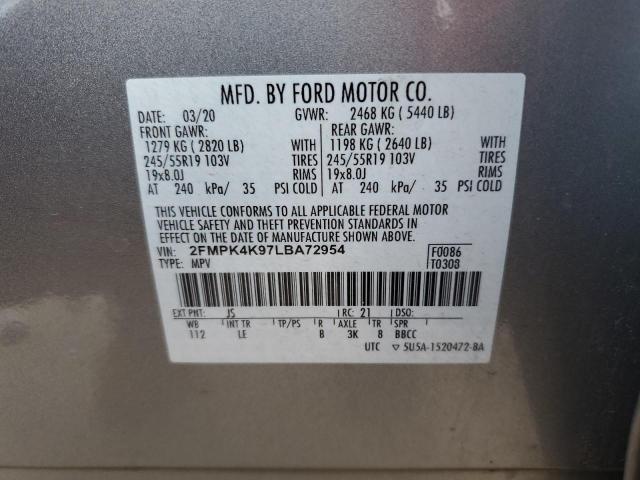 MFD. BY FORD MOTOR CO.
DATE: 03/20 GVWR: 2468 KG ( 5440 LB)
FRONT GAWR: REAR GAWR:
1279 KG ( 2820 LB) 1198 KG ( 2640 LB)
245/55R19 103V TIRES 245/55R19 103V TIRES
19x8.0J RIMS 19x8.0J RIMS
AT 240 kPa/ 35 PSI COLD AT 240 kPa/ 35 PSI COLD
THIS VEHICLE CONFORMS TO ALL APPLICABLE FEDERAL MOTOR
VEHICLE SAFETY AND THEFT PREVENTION STANDARDS IN
EFFECT ON THE DATE OF MANUFACTURE SHOWN ABOVE.
VIN: 2FMPK4K97LBA72954 F0086
TYPE: MPV T0308
EXT PNT: JS RC: 21 DSO:
WB INT TR TP/PS R AXLE TR SPR
112 LE B 3K 8 BBCC
UTC ▽ 5U5A-1520472-BA